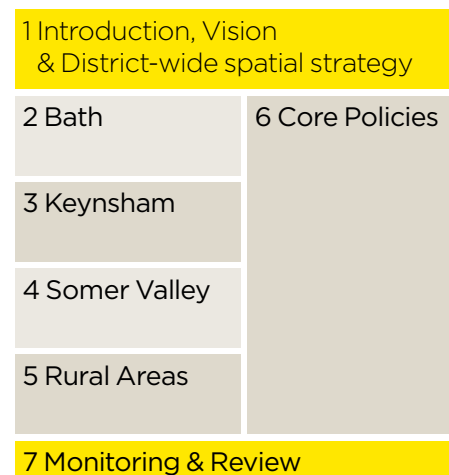 1 Introduction, Vision
& District-wide spatial strategy
2 Bath
6 Core Policies
3 Keynsham
4 Somer Valley
5 Rural Areas
7 Monitoring & Review